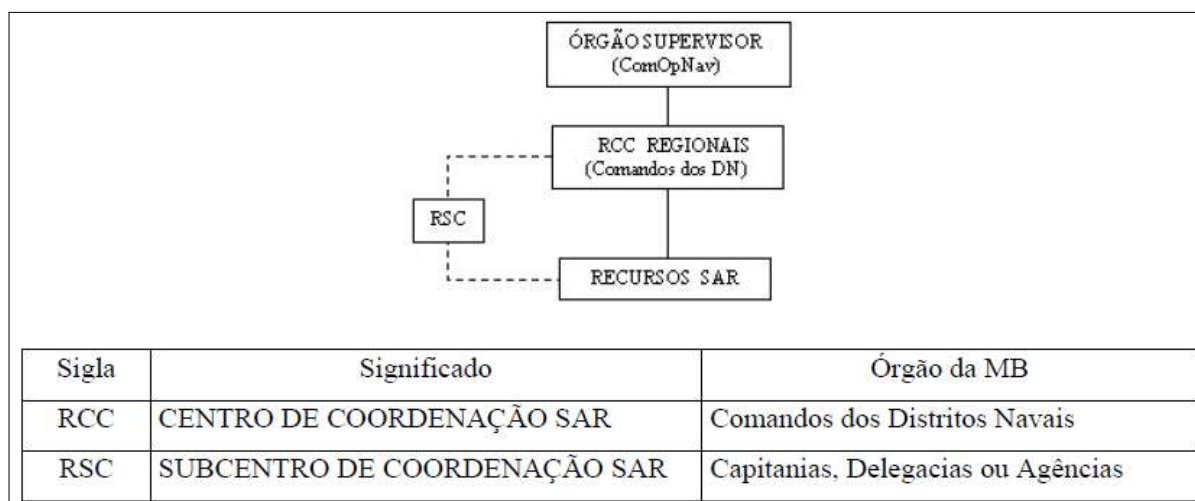 ÓRGÃO SUPERVISOR
(ComOpNav)
RCC REGIONAIS
(Comandos dos DN)
RSC
RECURSOS SAR
Sigla Significado Órgão da MB
RCC CENTRO DE COORDENAÇÃO SAR Comandos dos Distritos Navais
RSC SUBCENTRO DE COORDENAÇÃO SAR Capitanias, Delegacias ou Agências